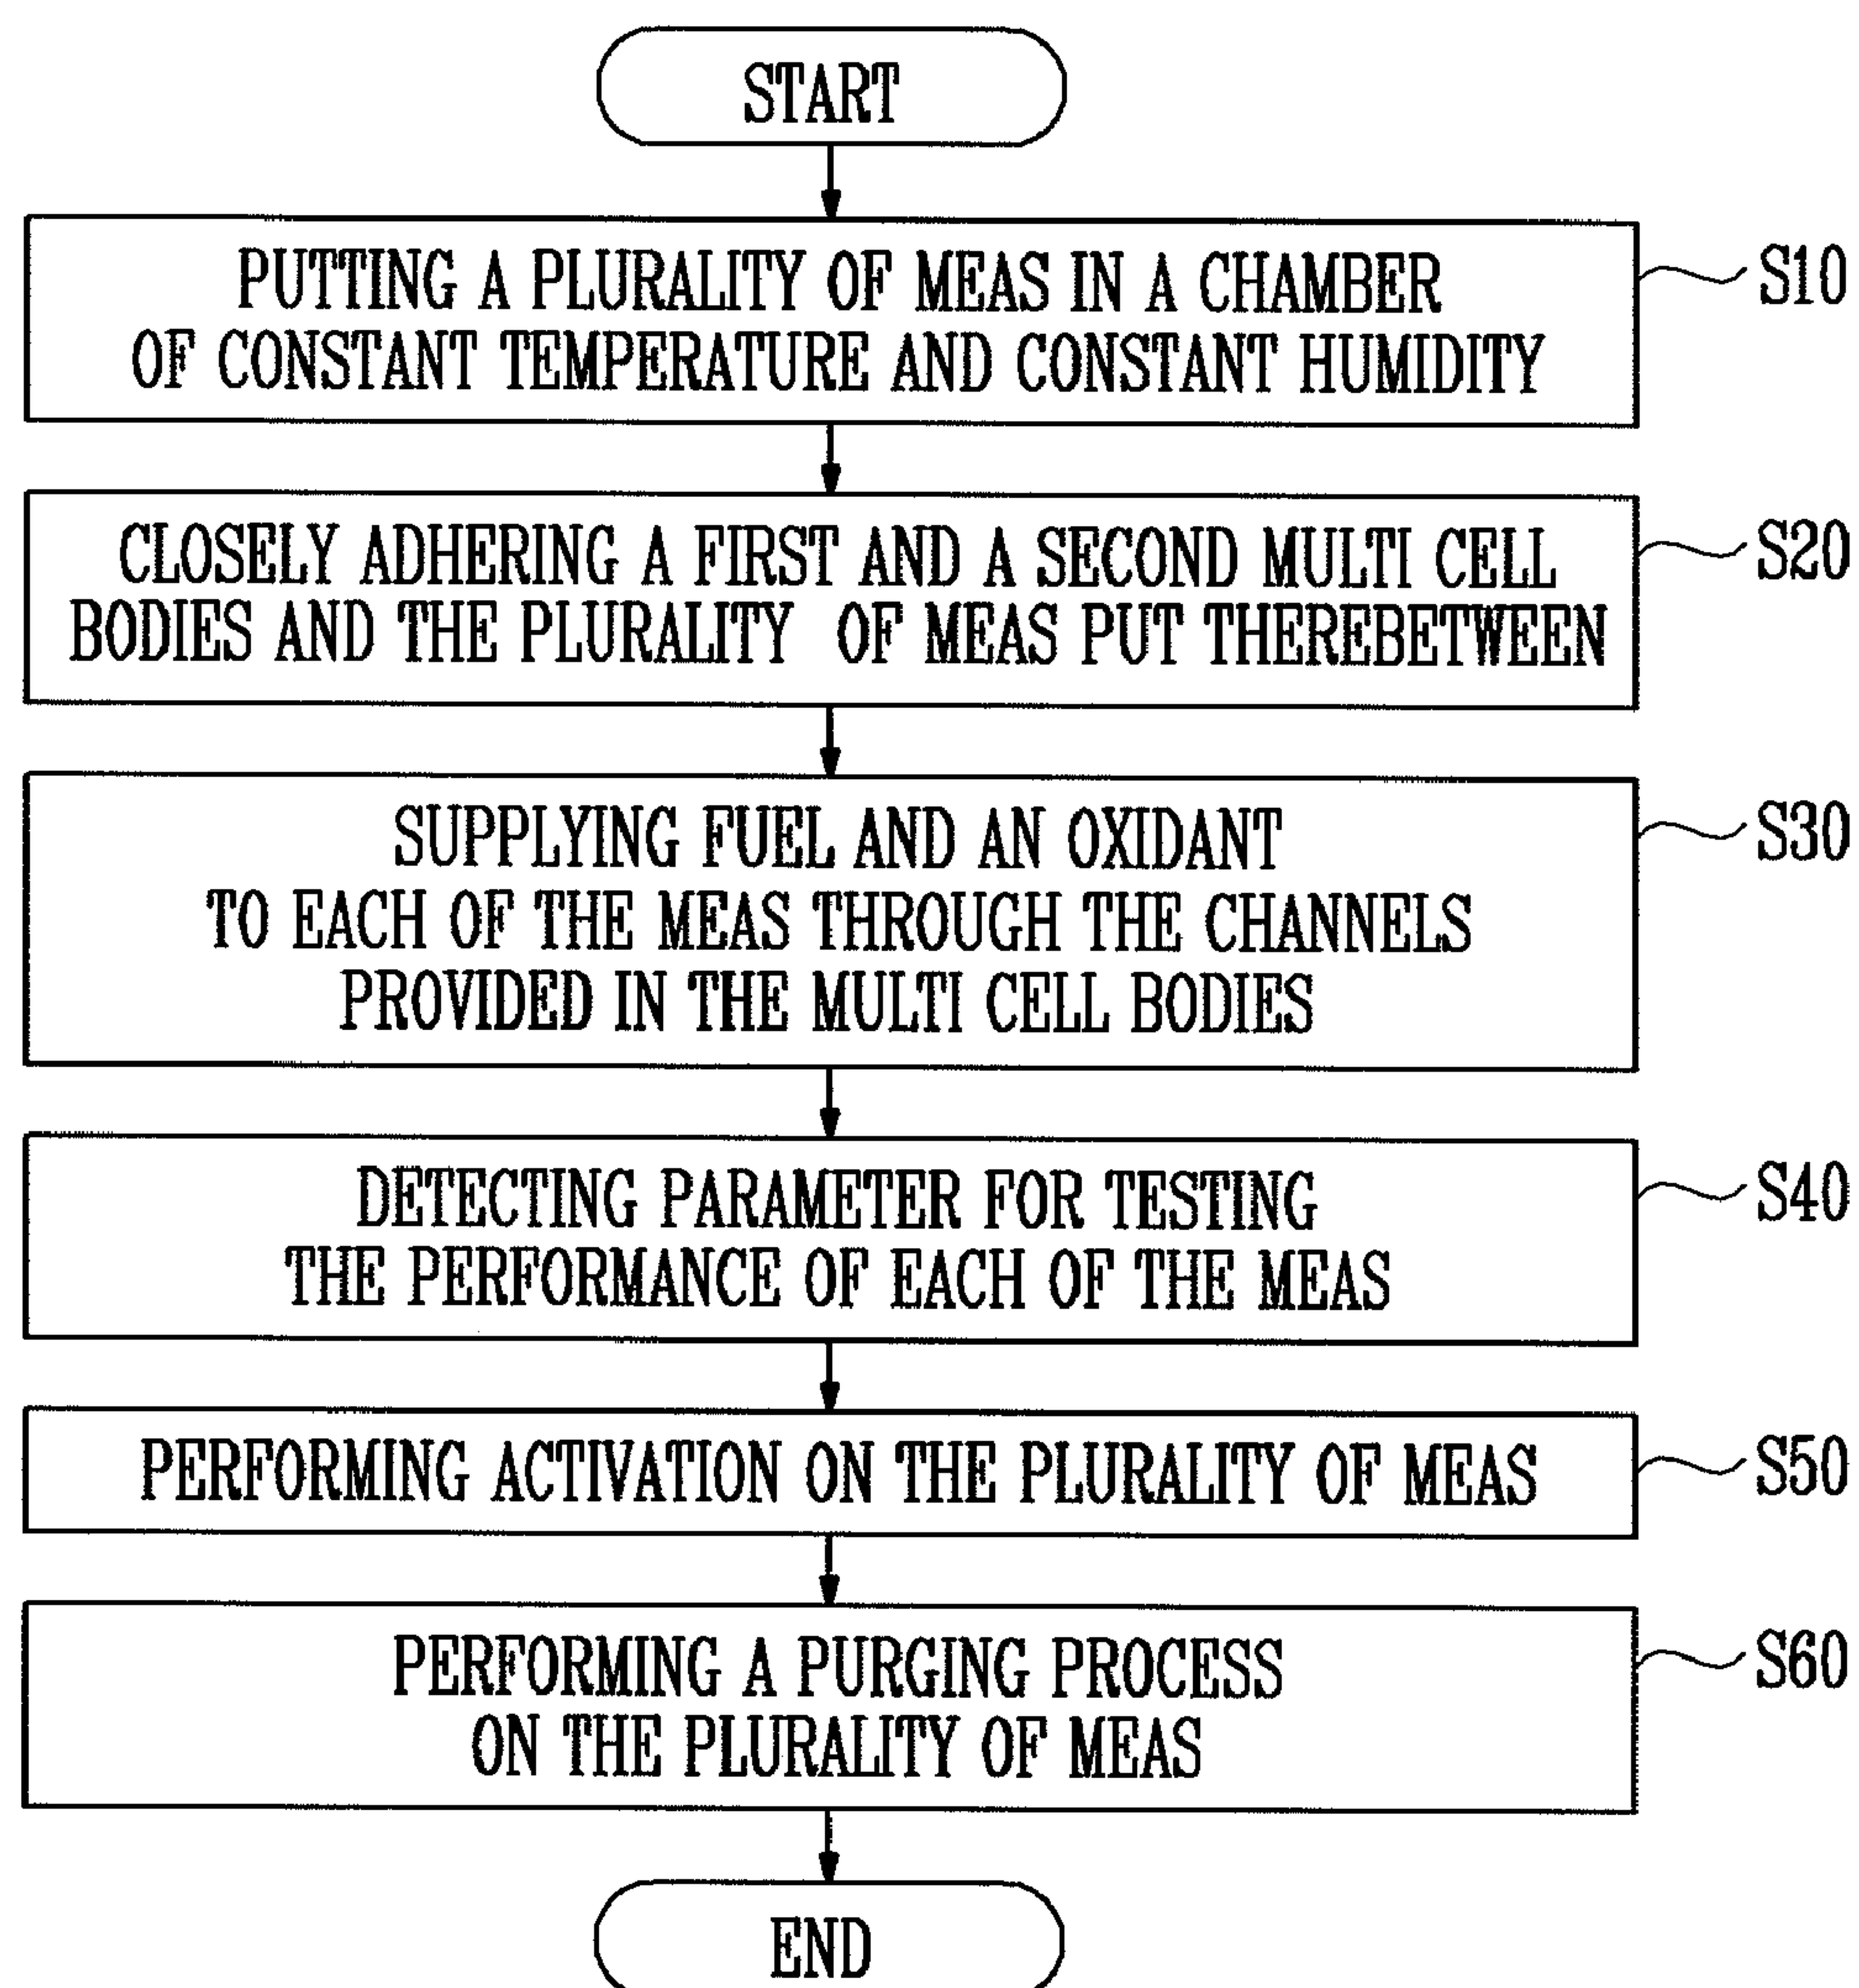 START
PUTTING A PLURALITY OF MEAS IN A CHAMBER
OF CONSTANT TEMPERATURE AND CONSTANT HUMIDITY
S10
CLOSELY ADHERING A FIRST AND A SECOND MULTI CELL
BODIES AND THE PLURALITY OF MEAS PUT THEREBETWEEN
S20
SUPPLYING FUEL AND AN OXIDANT
TO EACH OF THE MEAS THROUGH THE CHANNELS
PROVIDED IN THE MULTI CELL BODIES
S30
DETECTING PARAMETER FOR TESTING
THE PERFORMANCE OF EACH OF THE MEAS
S40
PERFORMING ACTIVATION ON THE PLURALITY OF MEAS
S50
PERFORMING A PURGING PROCESS
ON THE PLURALITY OF MEAS
S60
END